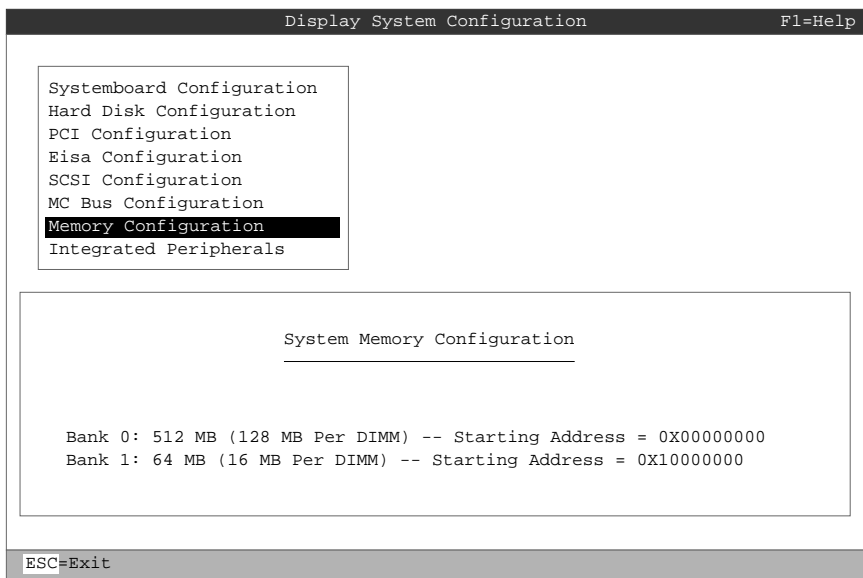 Display System Configuration F1=Help
Systemboard Configuration
Hard Disk Configuration
PCI Configuration
Eisa Configuration
SCSI Configuration
MC Bus Configuration
Memory Configuration
Integrated Peripherals
System Memory Configuration
Bank 0: 512 MB (128 MB Per DIMM) -- Starting Address = 0X00000000
Bank 1: 64 MB (16 MB Per DIMM) -- Starting Address = 0X10000000
ESC=Exit